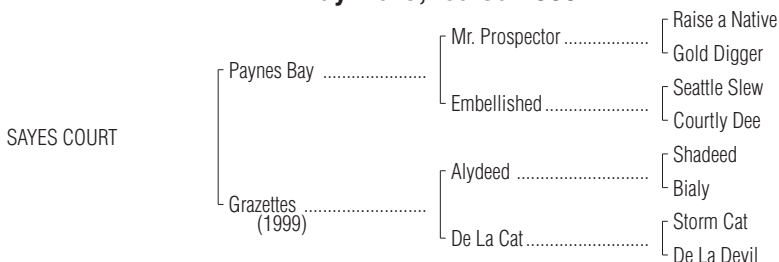 Raise a Native
Mr. Prospector ......................
Gold Digger
Paynes Bay ..........................
Seattle Slew
Embellished .........................
Courtly Dee
SAYES COURT
Shadeed
Alydeed .................................
Bialy
Grazettes ..............................
(1999)
Storm Cat
De La Cat ..............................
De La Devil